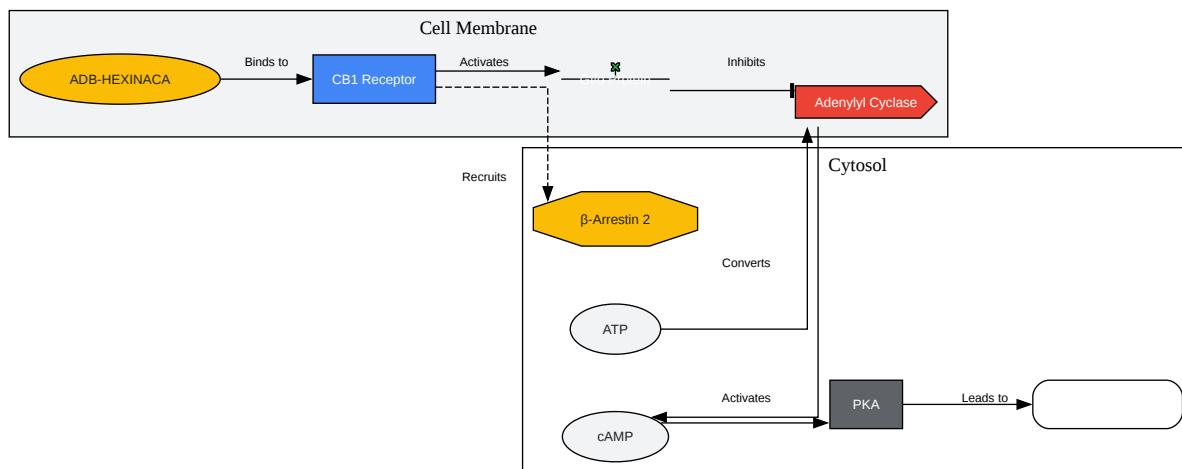 Cell Membrane
ADB-HEXINACA
Binds to
CB1 Receptor
Activates
Inhibits
Adenylyl Cyclase
Cytosol
Recruits
β-Arrestin 2
Converts
ATP
Activates
cAMP
PKA
Leads to